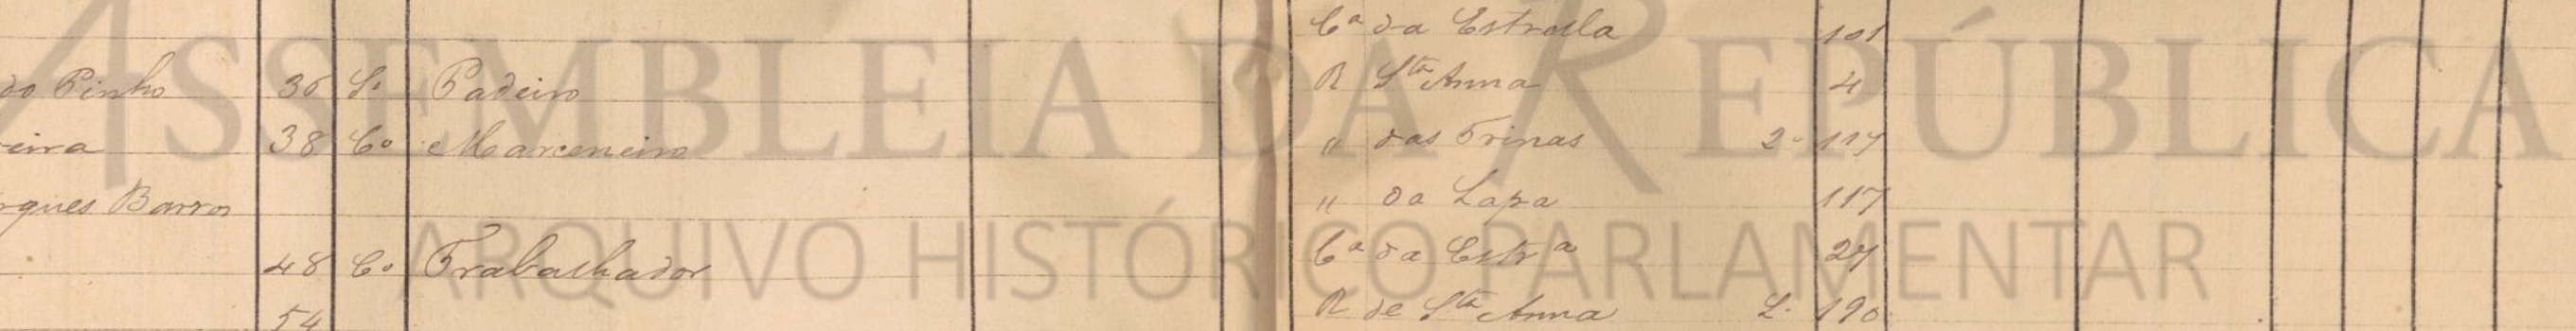 Cª da Estrella 101
do Pinho 36 Sº Padeiro R Sta Anna 4
eira 38 Cº Marceneiro " das Trinas 2- 117
rques Barros " da Lapa 117
48 Cº Trabalhador Cª da Estrª 27
54 R de Sta Anna L. 190
ASSEMBLEIA DA REPÚBLICA
ARQUIVO HISTÓRICO PARLAMENTAR